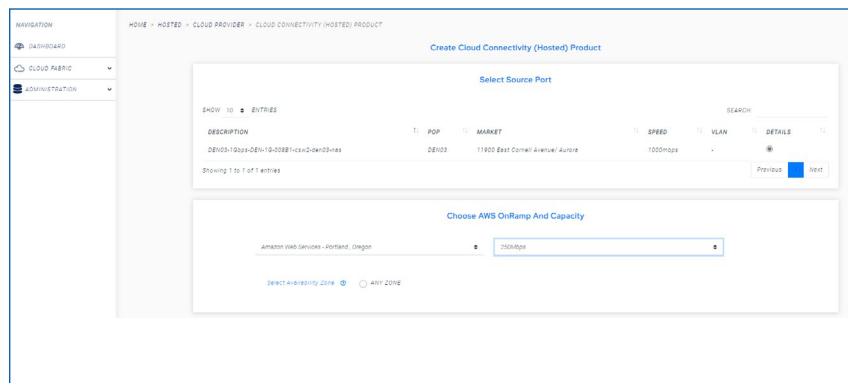 NAVIGATION
HOME > HOSTED > CLOUD PROVIDER > CLOUD CONNECTIVITY (HOSTED) PRODUCT
DASHBOARD
CLOUD FABRIC
ADMINISTRATION
Create Cloud Connectivity (Hosted) Product
Select Source Port
SHOW 10 ENTRIES
SEARCH:
DESCRIPTION POP MARKET SPEED VLAN DETAILS
DEN03-1Gbps-DEN-1G-00881-csw2-den03-nas DEN03 11900 East Cornell Avenue/ Aurora 1000mbps -
Showing 1 to 1 of 1 entries
Previous Next
Choose AWS OnRamp And Capacity
Amazon Web Services - Portland , Oregon 250Mbps
Select Availability Zone ANY ZONE